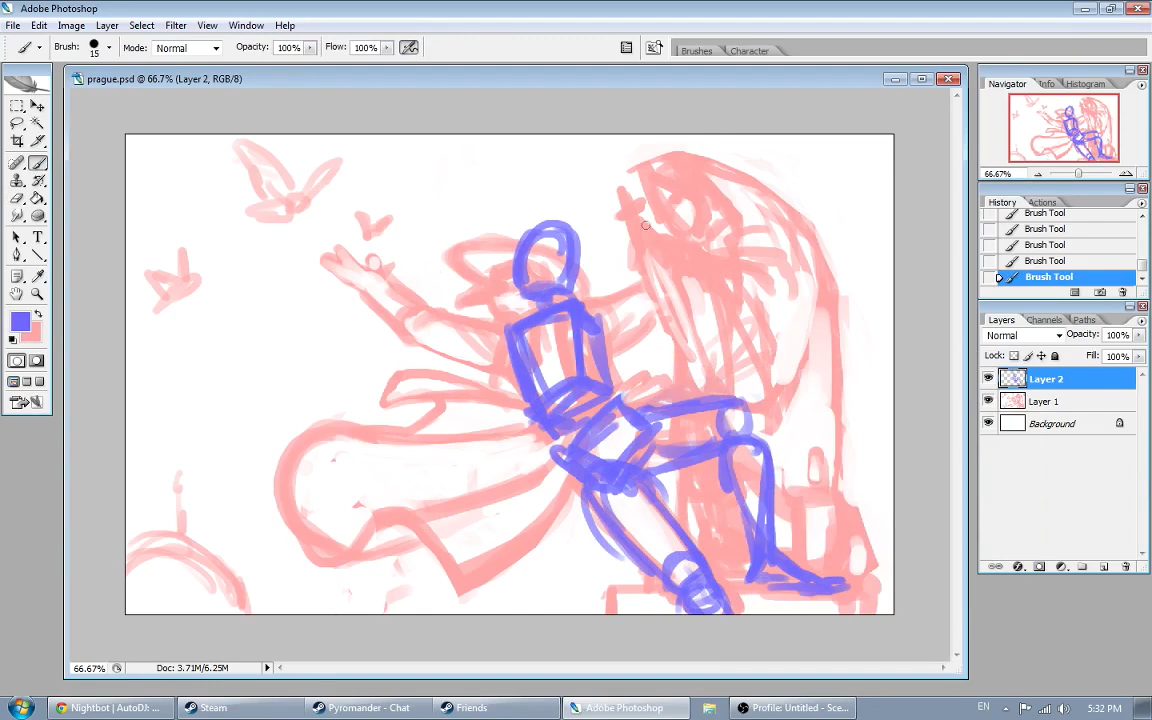 Adobe Photoshop
File Edit Image Layer Select Filter View Window Help
Brush: 15 Mode: Normal Opacity: 100% Flow: 100% Brushes Character
prague.psd @ 66.7% (Layer 2, RGB/8)
Navigator Info Histogram
66.67%
History Actions
Brush Tool
Brush Tool
Brush Tool
Brush Tool
Brush Tool
Layers Channels Paths
Normal Opacity: 100%
Lock: Fill: 100%
Layer 2
Layer 1
Background
66.67% Doc: 3.71M/6.25M
Nightbot | AutoDJ: ... Steam Pyromander - Chat Friends Adobe Photoshop Profile: Untitled - Sce... EN 5:32 PM